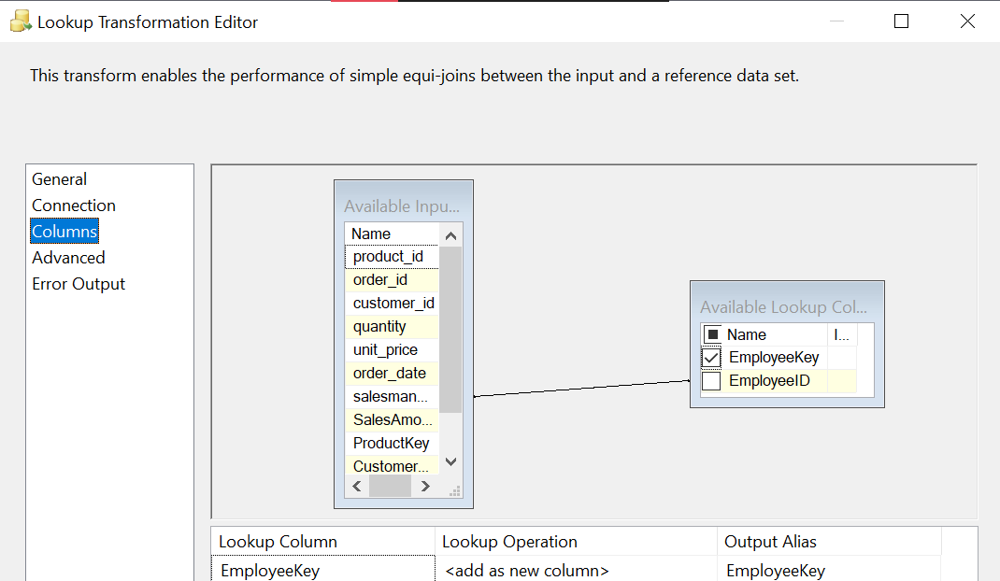 Lookup Transformation Editor
This transform enables the performance of simple equi-joins between the input and a reference data set.
General
Connection
Columns
Advanced
Error Output
Available Inpu...
Name
product_id
order_id
customer_id
quantity
unit_price
order_date
salesman...
SalesAmo...
ProductKey
Customer...
Available Lookup Col...
Name I...
EmployeeKey
EmployeeID
Lookup Column Lookup Operation Output Alias
EmployeeKey <add as new column> EmployeeKey